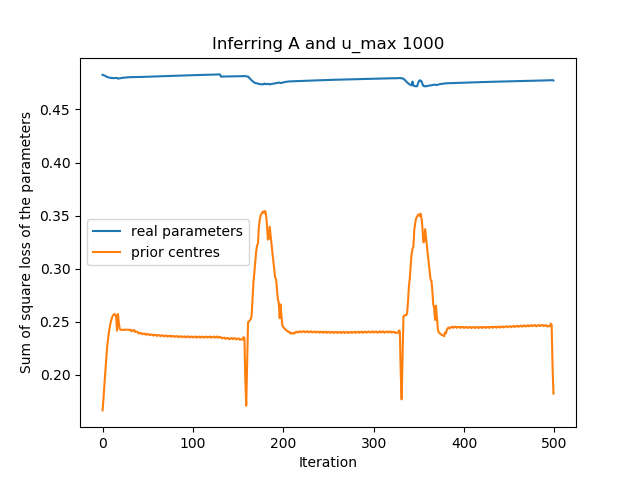 Inferring A and u_max 1000
Sum of square loss of the parameters
0.45
0.40
0.35
0.30
0.25
0.20
real parameters
prior centres
0
100
200
300
400
500
Iteration